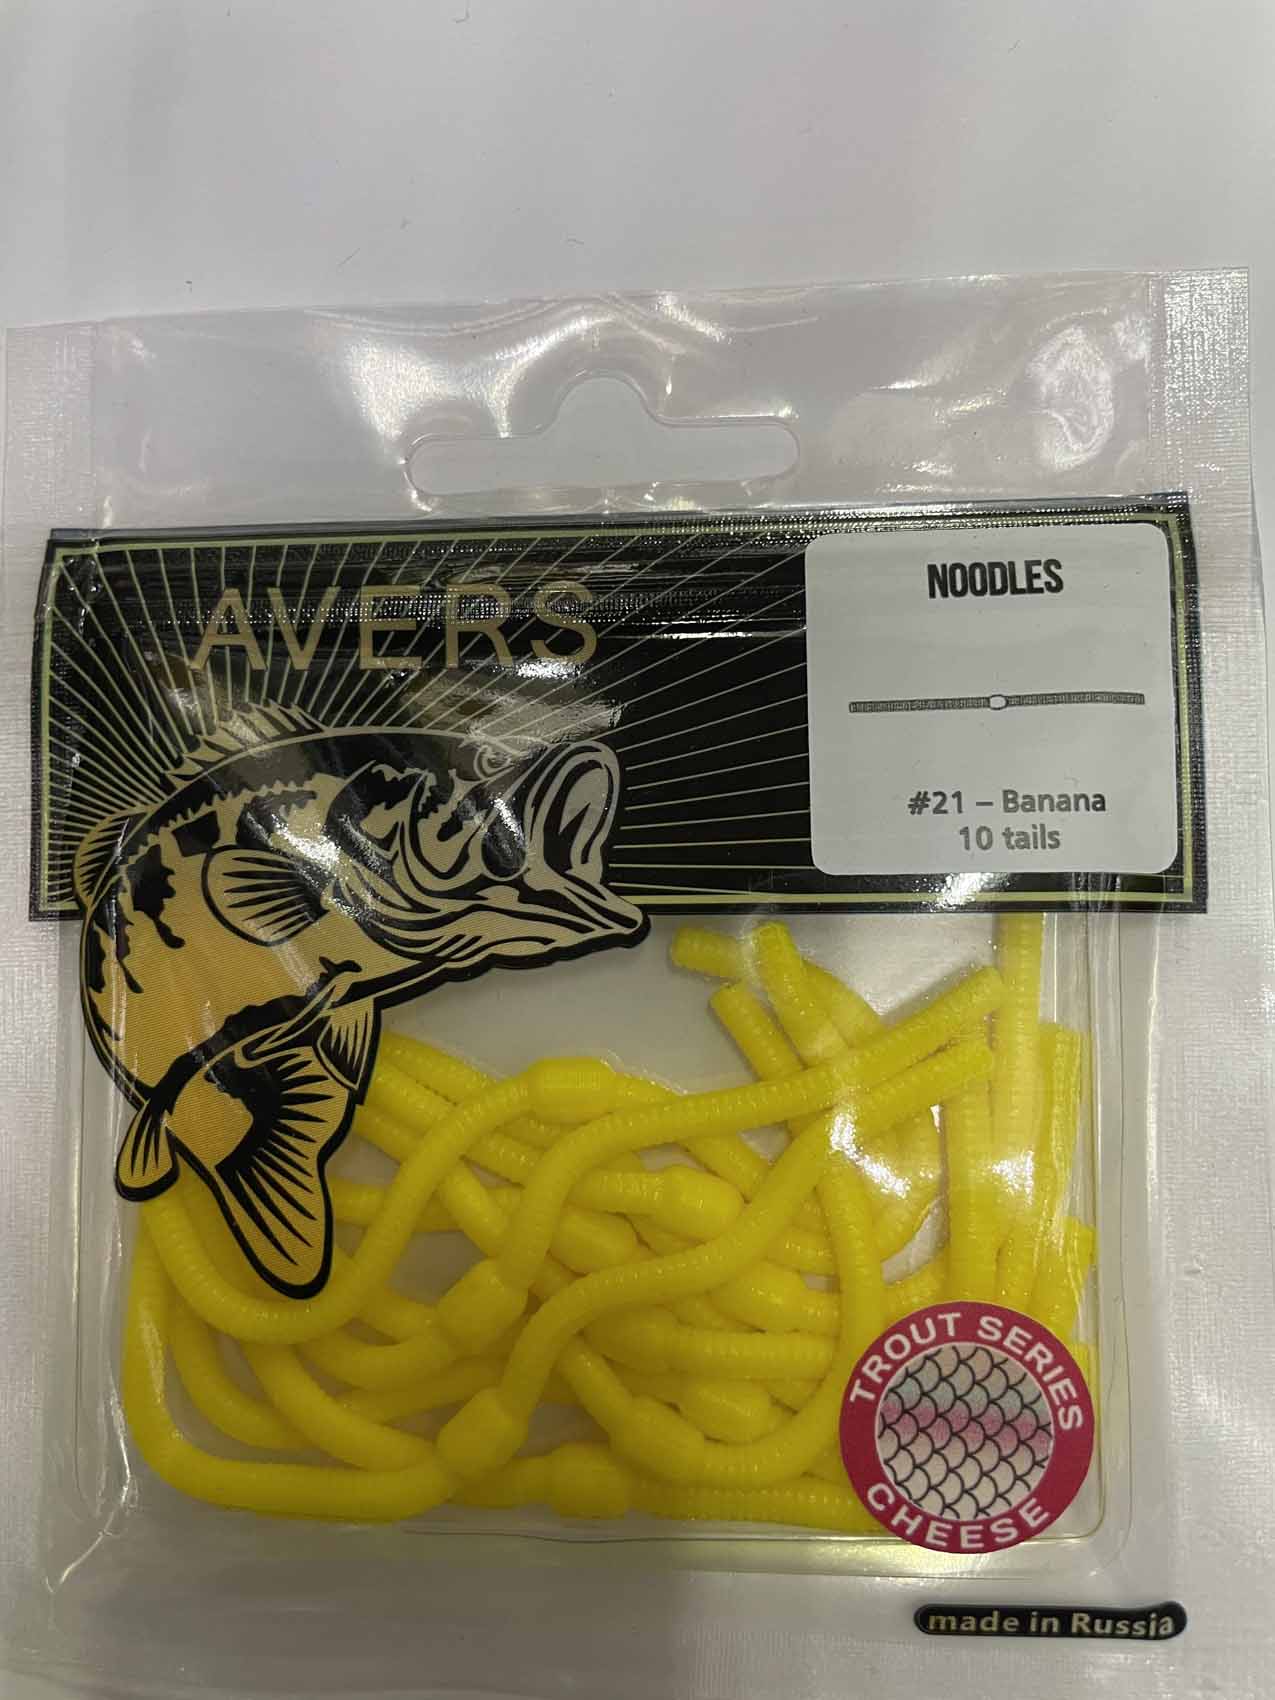 AVERS
NOODLES
#21 – Banana
10 tails
TROUT SERIES
CHEESE
made in Russia